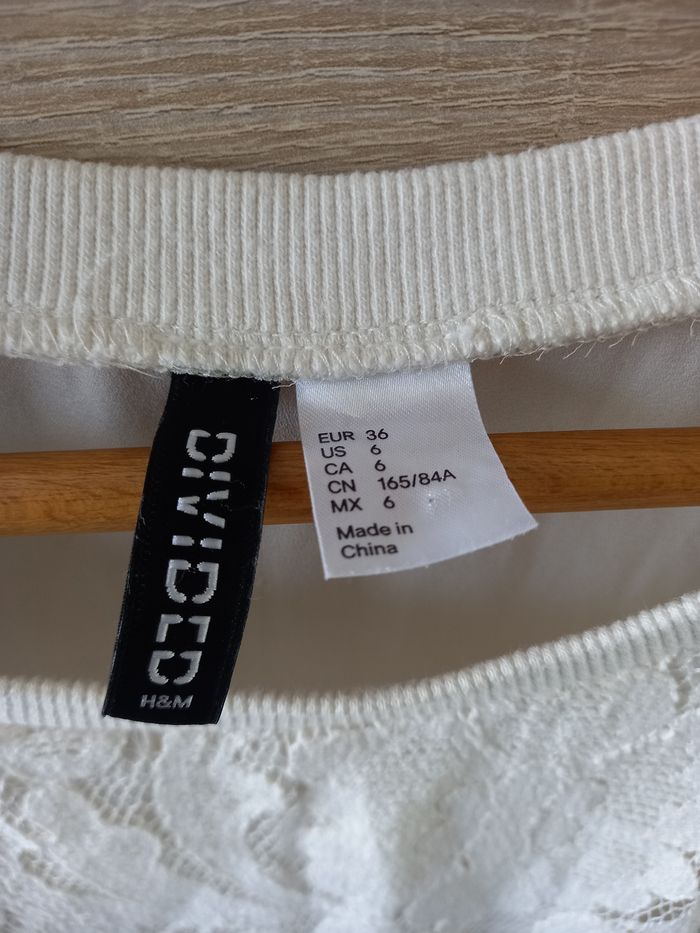 DIVIDED
H&M
EUR 36
US 6
CA 6
CN 165/84A
MX 6
Made in
China